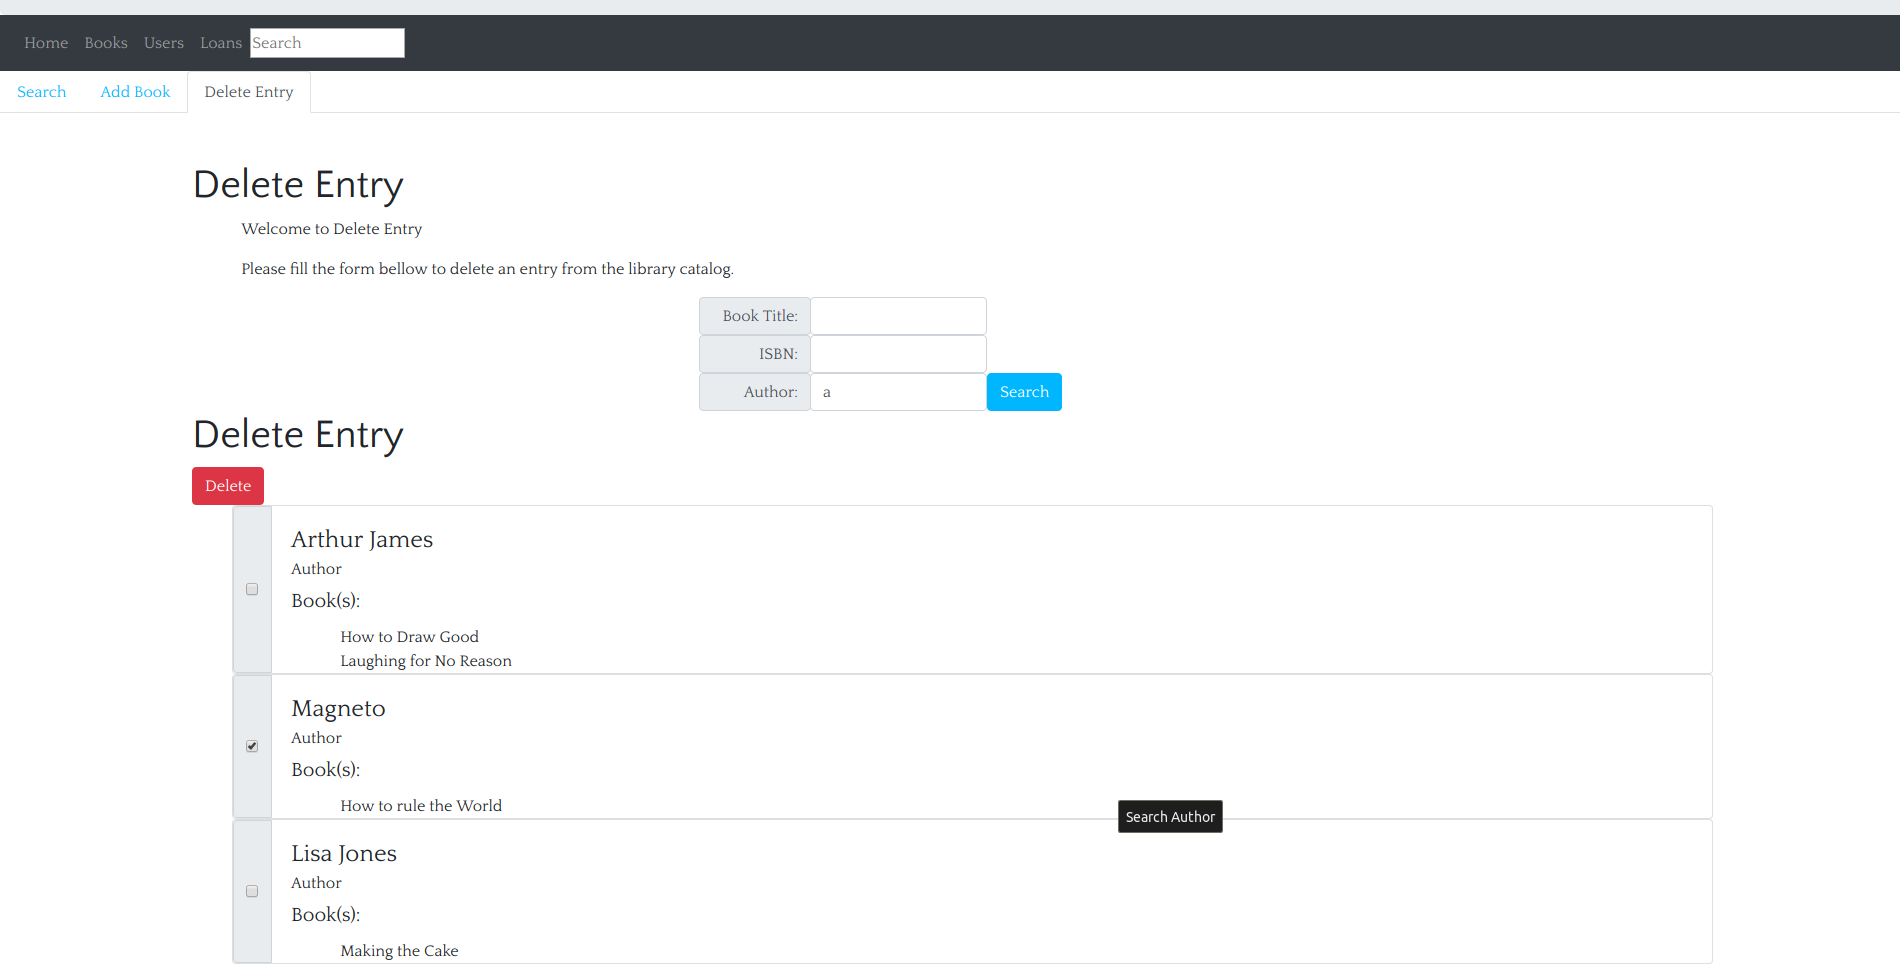 Home Books Users Loans Search
Search Add Book Delete Entry
Delete Entry
Welcome to Delete Entry
Please fill the form bellow to delete an entry from the library catalog.
Book Title:
ISBN:
Author: a Search
Delete Entry
Delete
Arthur James
Author
Book(s):
How to Draw Good
Laughing for No Reason
Magneto
Author
Book(s):
How to rule the World
Search Author
Lisa Jones
Author
Book(s):
Making the Cake